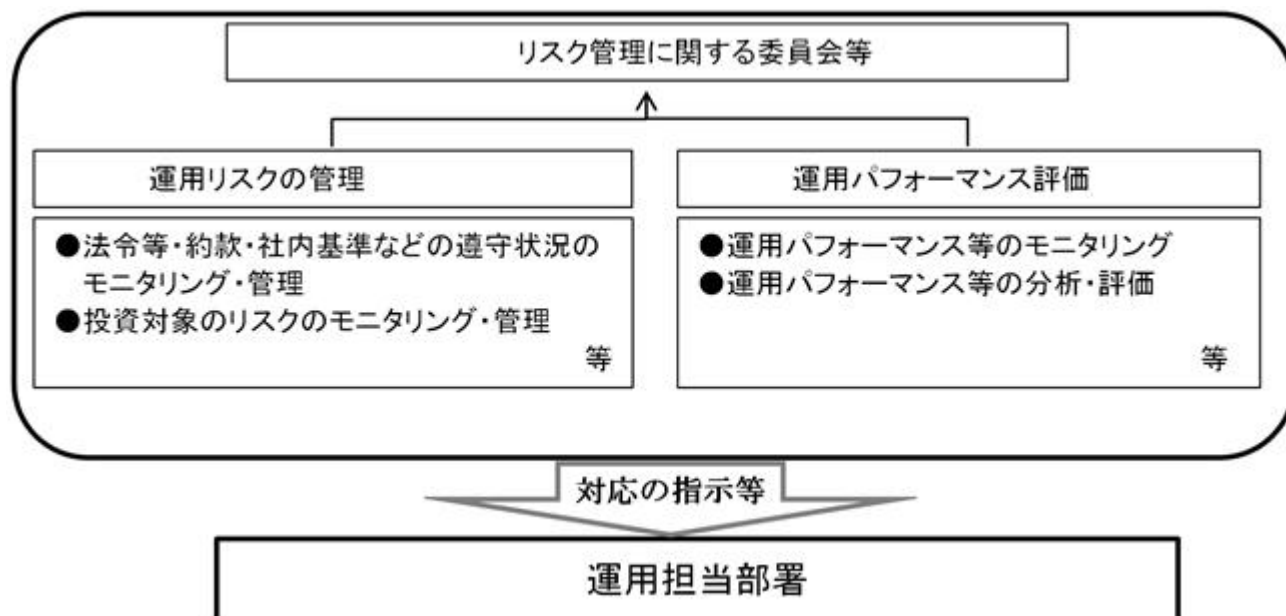 リスク管理に関する委員会等
運用リスクの管理
●法令等・約款・社内基準などの遵守状況の
モニタリング・管理
●投資対象のリスクのモニタリング・管理
等
運用パフォーマンス評価
●運用パフォーマンス等のモニタリング
●運用パフォーマンス等の分析・評価
等
対応の指示等
運用担当部署